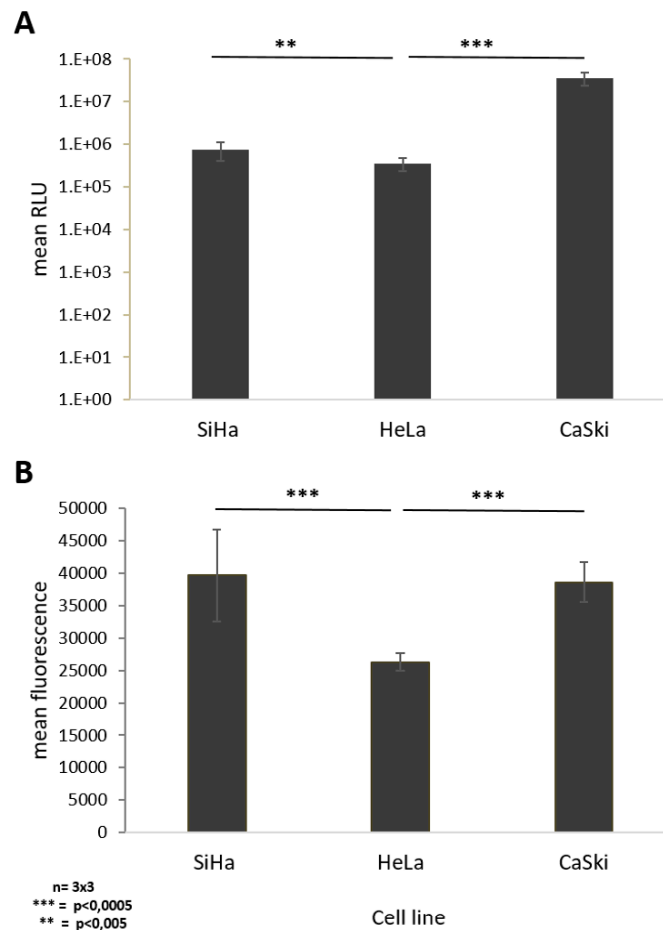 A
** ***
1.E+08
1.E+07
1.E+06
1.E+05
1.E+04
1.E+03
1.E+02
1.E+01
1.E+00
mean RLU
SiHa HeLa CaSki
B
*** ***
50000
45000
40000
35000
30000
25000
20000
15000
10000
5000
0
mean fluorescence
SiHa HeLa CaSki
n= 3x3
*** = p<0,0005
** = p<0,005
Cell line